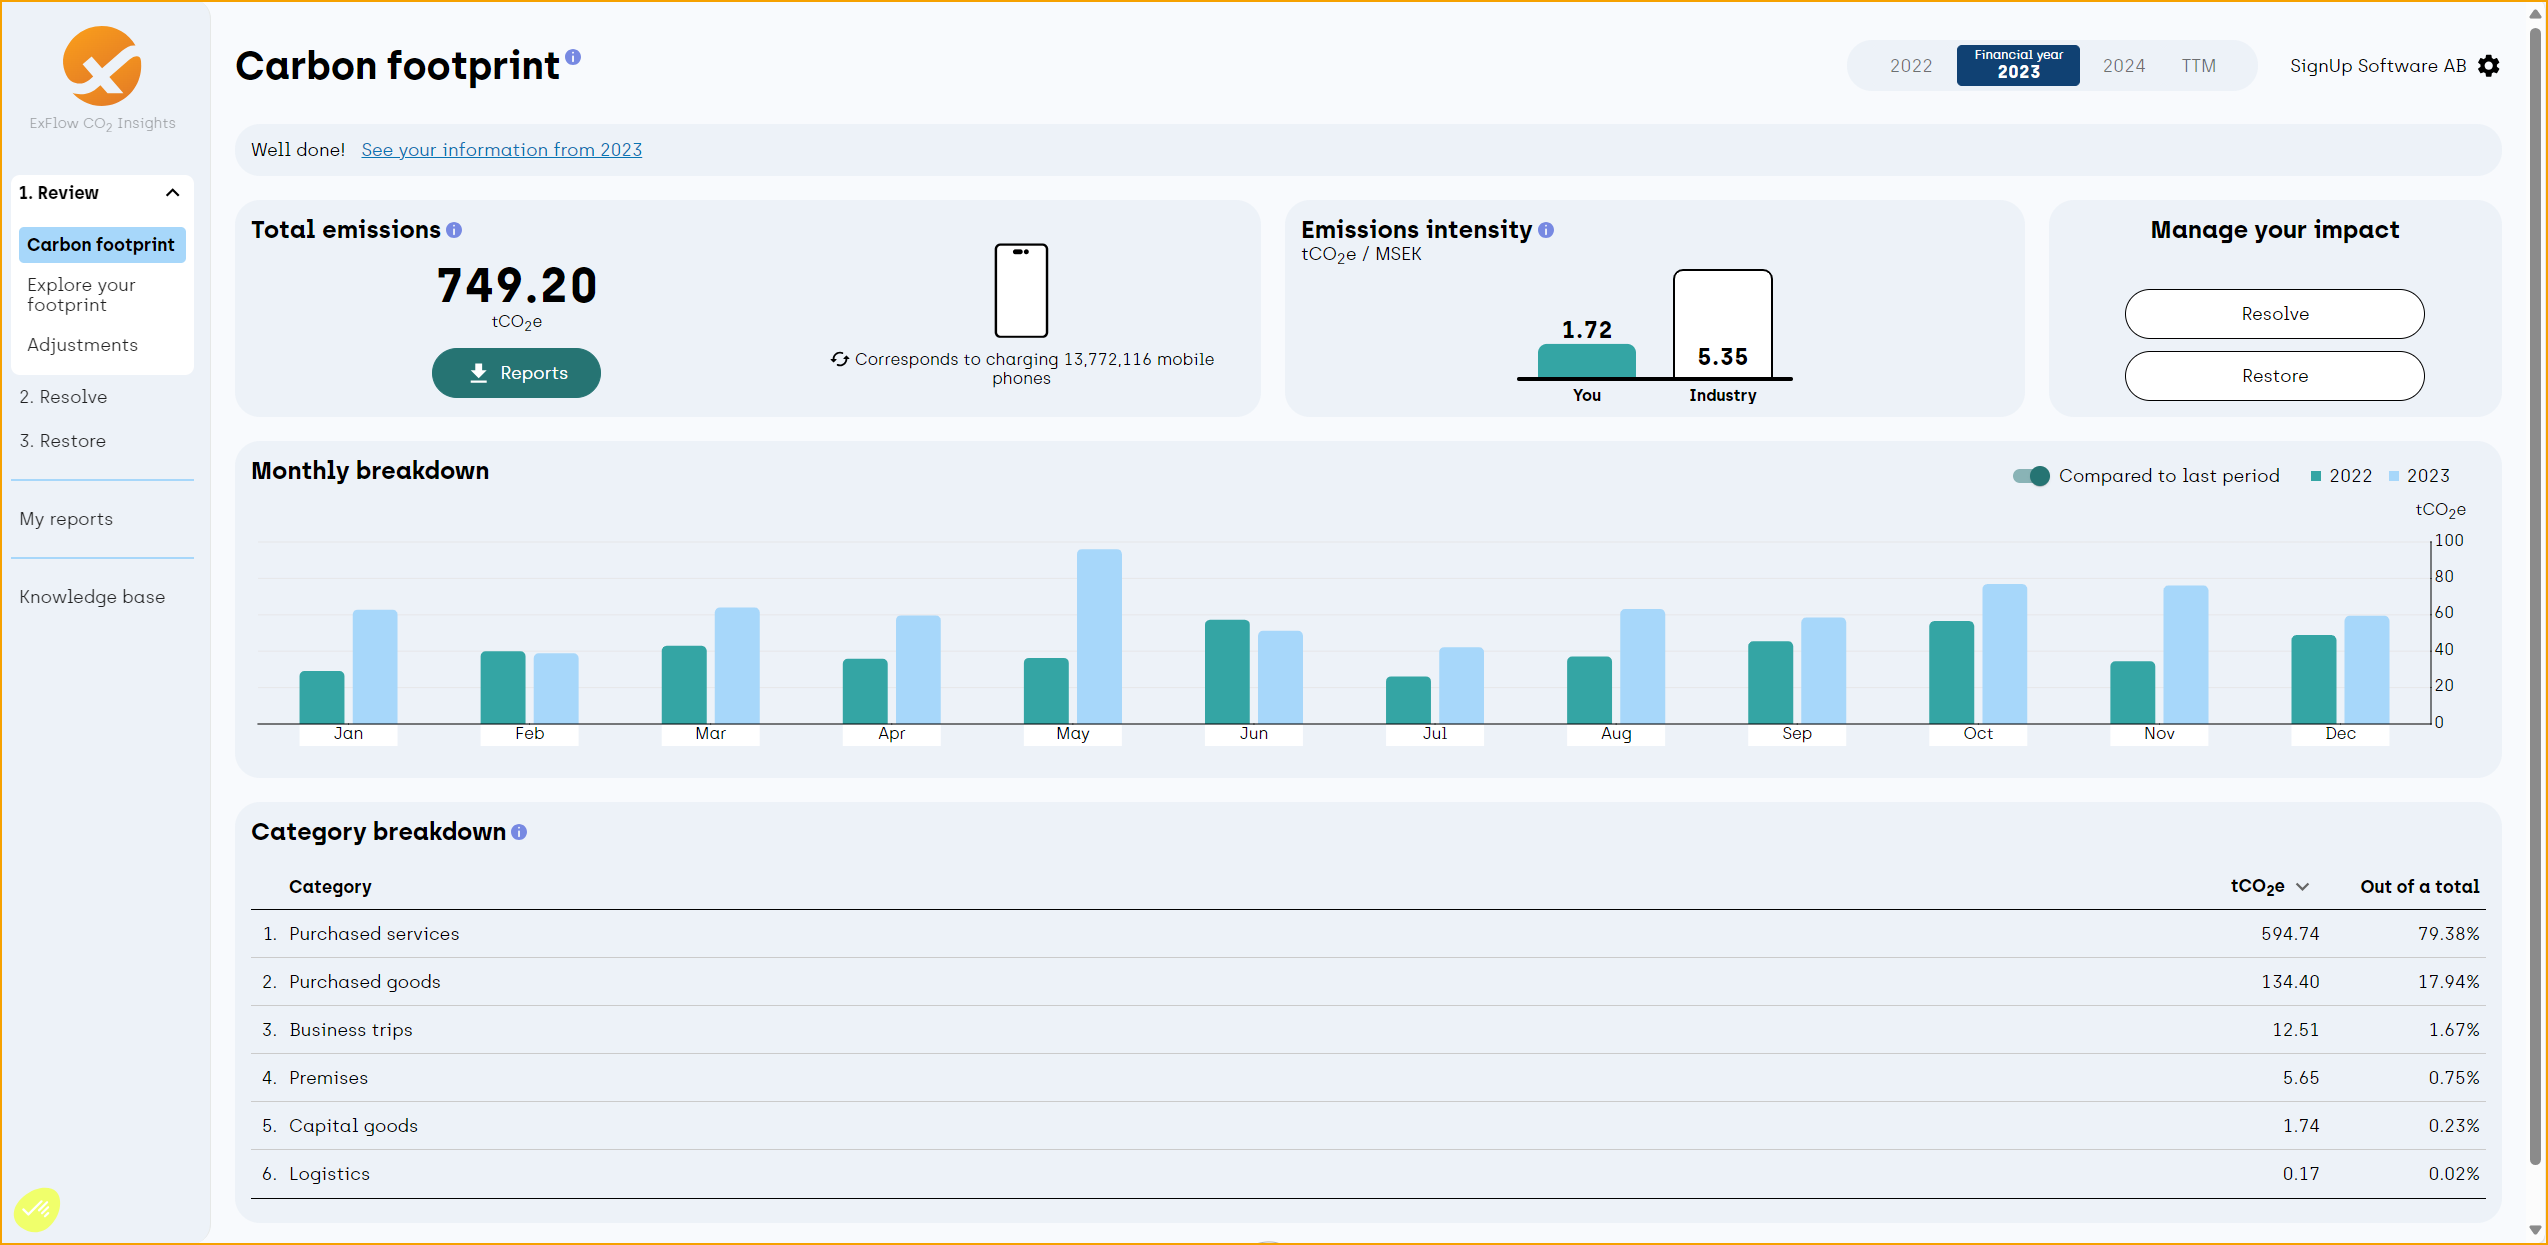 ExFlow CO2 Insights
1. Review
Carbon footprint
Explore your
footprint
Adjustments
2. Resolve
3. Restore
My reports
Knowledge base
Carbon footprint
2022
Financial year
2023
2024
TTM
SignUp Software AB
Well done! See your information from 2023
Total emissions
749.20
tCO2e
Reports
Corresponds to charging 13,772,116 mobile
phones
Emissions intensity
tCO2e / MSEK
1.72
5.35
You
Industry
Manage your impact
Resolve
Restore
Monthly breakdown
Compared to last period
2022
2023
tCO2e
100
80
60
40
20
0
Jan
Feb
Mar
Apr
May
Jun
Jul
Aug
Sep
Oct
Nov
Dec
Category breakdown
Category tCO2e Out of a total
1. Purchased services 594.74 79.38%
2. Purchased goods 134.40 17.94%
3. Business trips 12.51 1.67%
4. Premises 5.65 0.75%
5. Capital goods 1.74 0.23%
6. Logistics 0.17 0.02%